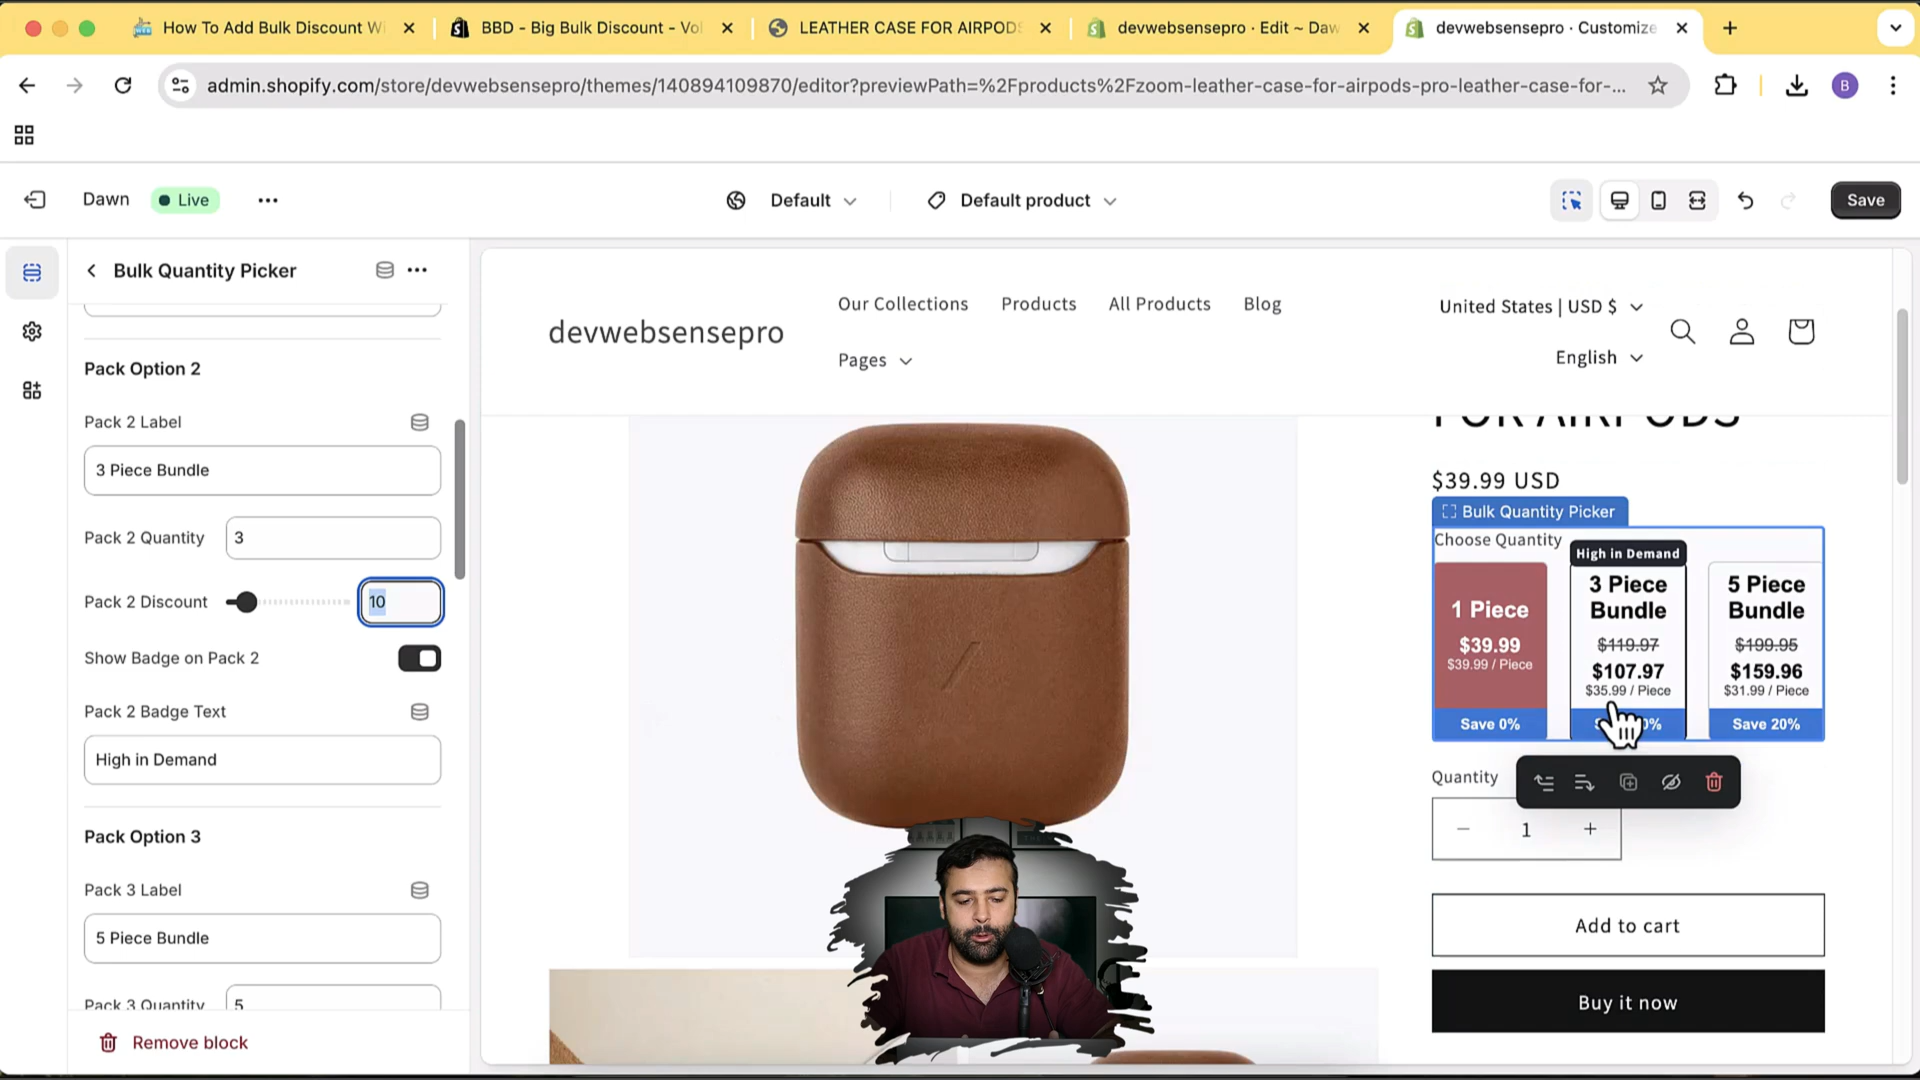 How To Add Bulk Discount Wi
BBD - Big Bulk Discount - Vol
LEATHER CASE FOR AIRPODS
devwebsensepro · Edit ~ Daw
devwebsensepro · Customize
admin.shopify.com/store/devwebsensepro/themes/140894109870/editor?previewPath=%2Fproducts%2Fzoom-leather-case-for-airpods-pro-leather-case-for-...
B
Dawn
Live
Default
Default product
Save
Bulk Quantity Picker
Pack Option 2
Pack 2 Label
3 Piece Bundle
Pack 2 Quantity
3
Pack 2 Discount
10
Show Badge on Pack 2
Pack 2 Badge Text
High in Demand
Pack Option 3
Pack 3 Label
5 Piece Bundle
Pack 3 Quantity
5
Remove block
devwebsensepro
Our Collections
Products
All Products
Blog
Pages
United States | USD $
English
FOR AIRPODS
$39.99 USD
Bulk Quantity Picker
Choose Quantity
High in Demand
1 Piece
$39.99
$39.99 / Piece
Save 0%
3 Piece
Bundle
$119.97
$107.97
$35.99 / Piece
5 Piece
Bundle
$199.95
$159.96
$31.99 / Piece
Save 20%
Quantity
1
Add to cart
Buy it now